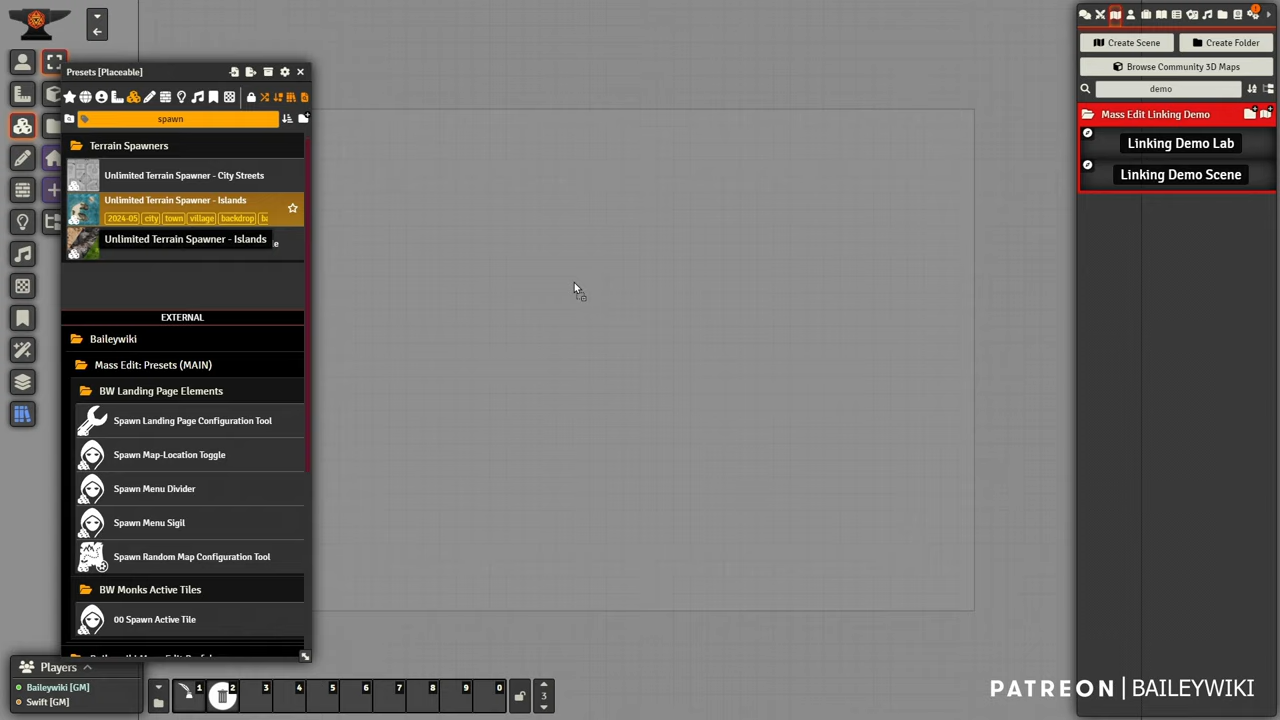 Presets [Placeable]
spawn
Terrain Spawners
Unlimited Terrain Spawner - City Streets
Unlimited Terrain Spawner - Islands
2024-05 city town village backdrop
Unlimited Terrain Spawner - Islands
EXTERNAL
Baileywiki
Mass Edit: Presets (MAIN)
BW Landing Page Elements
Spawn Landing Page Configuration Tool
Spawn Map-Location Toggle
Spawn Menu Divider
Spawn Menu Sigil
Spawn Random Map Configuration Tool
BW Monks Active Tiles
00 Spawn Active Tile
Players
Baileywiki [GM]
Swift [GM]
1 2 3 4 5 6 7 8 9 0
3
Create Scene
Create Folder
Browse Community 3D Maps
demo
Mass Edit Linking Demo
Linking Demo Lab
Linking Demo Scene
PATREON | BAILEYWIKI